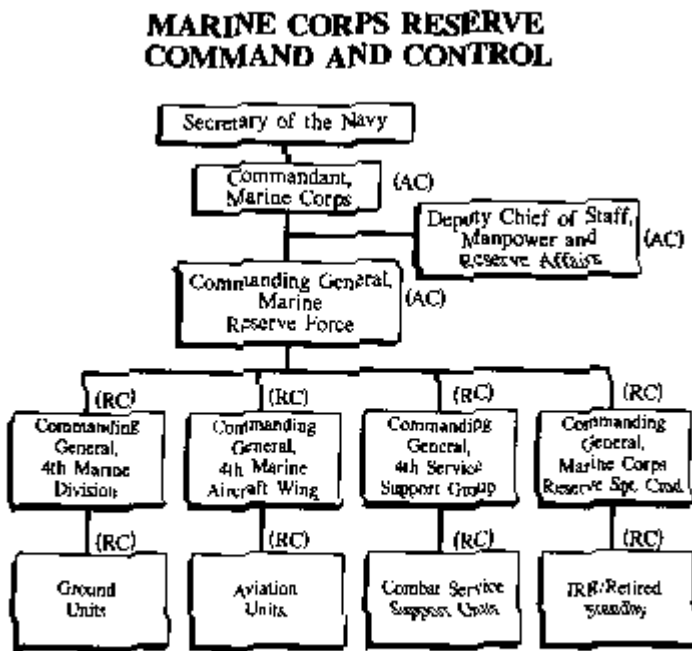 MARINE CORPS RESERVE
COMMAND AND CONTROL
Secretary of the Navy
Commandant,
Marine Corps
(AC)
Deputy Chief of Staff,
Manpower and
Reserve Affairs
(AC)
Commanding General,
Marine
Reserve Force
(AC)
(RC)
Commanding
General,
4th Marine
Division
(RC)
Commanding
General,
4th Marine
Aircraft Wing
(RC)
Commanding
General,
4th Service
Support Group
(RC)
Commanding
General,
Marine Corps
Reserve Spt. Cmd.
(RC)
Ground
Units
(RC)
Aviation
Units
(RC)
Combat Service
Support Units
(RC)
IRR/Retired
Standby